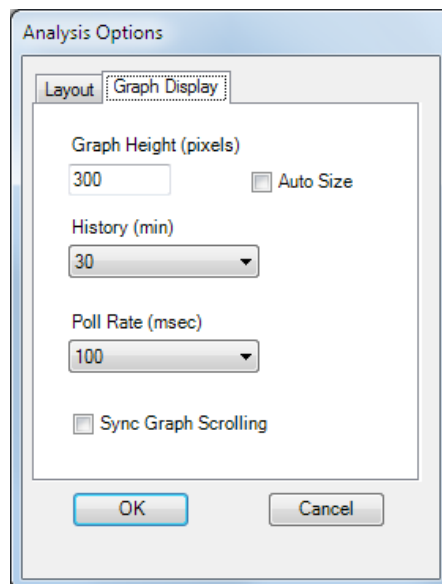 Analysis Options
Layout Graph Display
Graph Height (pixels)
300 Auto Size
History (min)
30
Poll Rate (msec)
100
Sync Graph Scrolling
OK Cancel